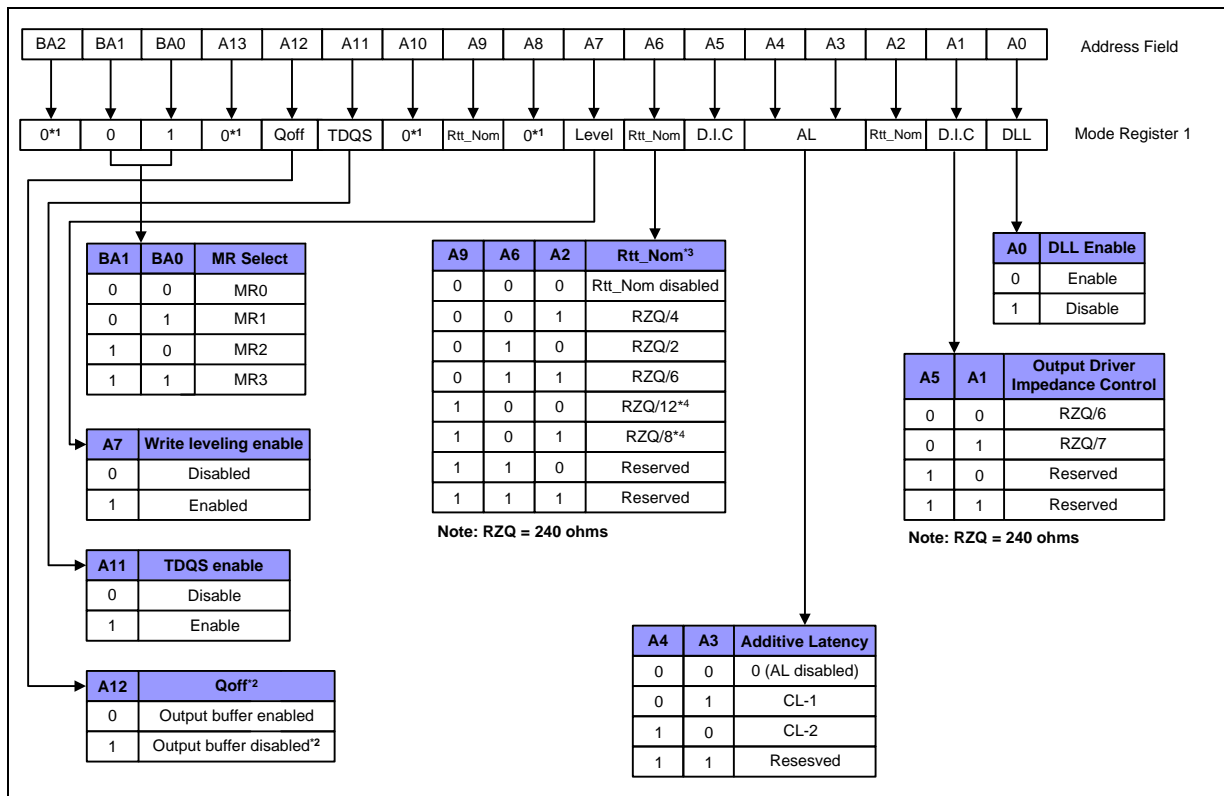 BA2 BA1 BA0 A13 A12 A11 A10 A9 A8 A7 A6 A5 A4 A3 A2 A1 A0 Address Field
0*1 0 1 0*1 Qoff TDQS 0*1 Rtt_Nom 0*1 Level Rtt_Nom D.I.C AL Rtt_Nom D.I.C DLL Mode Register 1
BA1 BA0 MR Select
0 0 MR0
0 1 MR1
1 0 MR2
1 1 MR3
A7 Write leveling enable
0 Disabled
1 Enabled
A11 TDQS enable
0 Disable
1 Enable
A12 Qoff*2
0 Output buffer enabled
1 Output buffer disabled*2
A9 A6 A2 Rtt_Nom*3
0 0 0 Rtt_Nom disabled
0 0 1 RZQ/4
0 1 0 RZQ/2
0 1 1 RZQ/6
1 0 0 RZQ/12*4
1 0 1 RZQ/8*4
1 1 0 Reserved
1 1 1 Reserved
Note: RZQ = 240 ohms
A4 A3 Additive Latency
0 0 0 (AL disabled)
0 1 CL-1
1 0 CL-2
1 1 Resesved
A0 DLL Enable
0 Enable
1 Disable
A5 A1 Output Driver
Impedance Control
0 0 RZQ/6
0 1 RZQ/7
1 0 Reserved
1 1 Reserved
Note: RZQ = 240 ohms